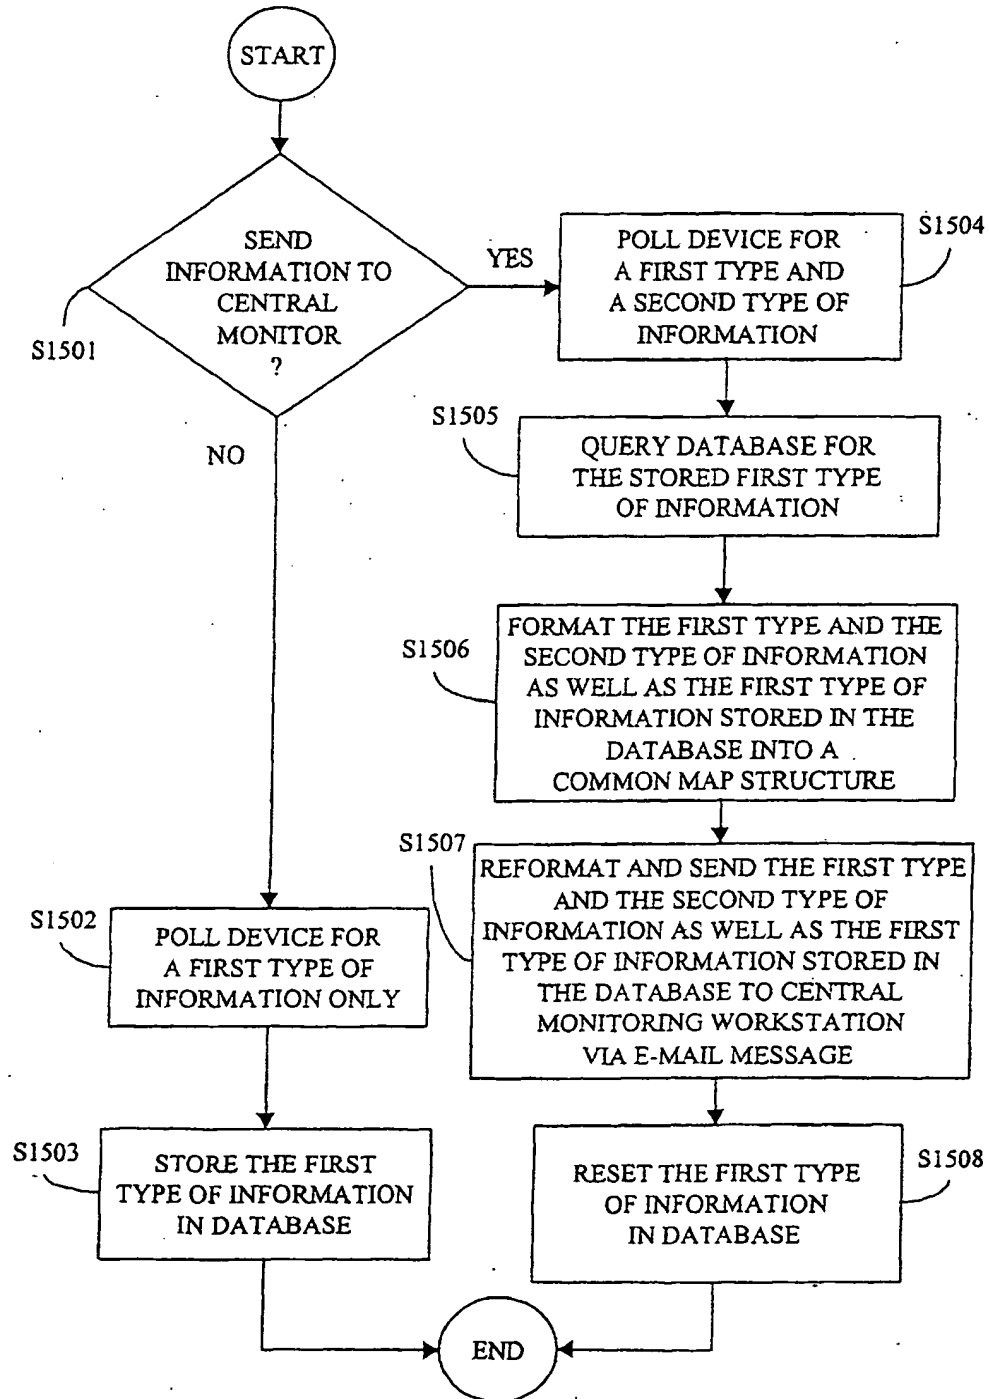 START
SEND
INFORMATION TO
CENTRAL
MONITOR
?
S1501
YES
NO
POLL DEVICE FOR
A FIRST TYPE AND
A SECOND TYPE OF
INFORMATION
S1504
S1505
QUERY DATABASE FOR
THE STORED FIRST TYPE
OF INFORMATION
S1506
FORMAT THE FIRST TYPE AND THE
SECOND TYPE OF INFORMATION
AS WELL AS THE FIRST TYPE OF
INFORMATION STORED IN THE
DATABASE INTO A
COMMON MAP STRUCTURE
S1507
REFORMAT AND SEND THE FIRST TYPE
AND THE SECOND TYPE OF
INFORMATION AS WELL AS THE FIRST
TYPE OF INFORMATION STORED IN
THE DATABASE TO CENTRAL
MONITORING WORKSTATION
VIA E-MAIL MESSAGE
S1502
POLL DEVICE FOR
A FIRST TYPE OF
INFORMATION ONLY
S1503
STORE THE FIRST
TYPE OF INFORMATION
IN DATABASE
RESET THE FIRST TYPE
OF INFORMATION
IN DATABASE
S1508
END